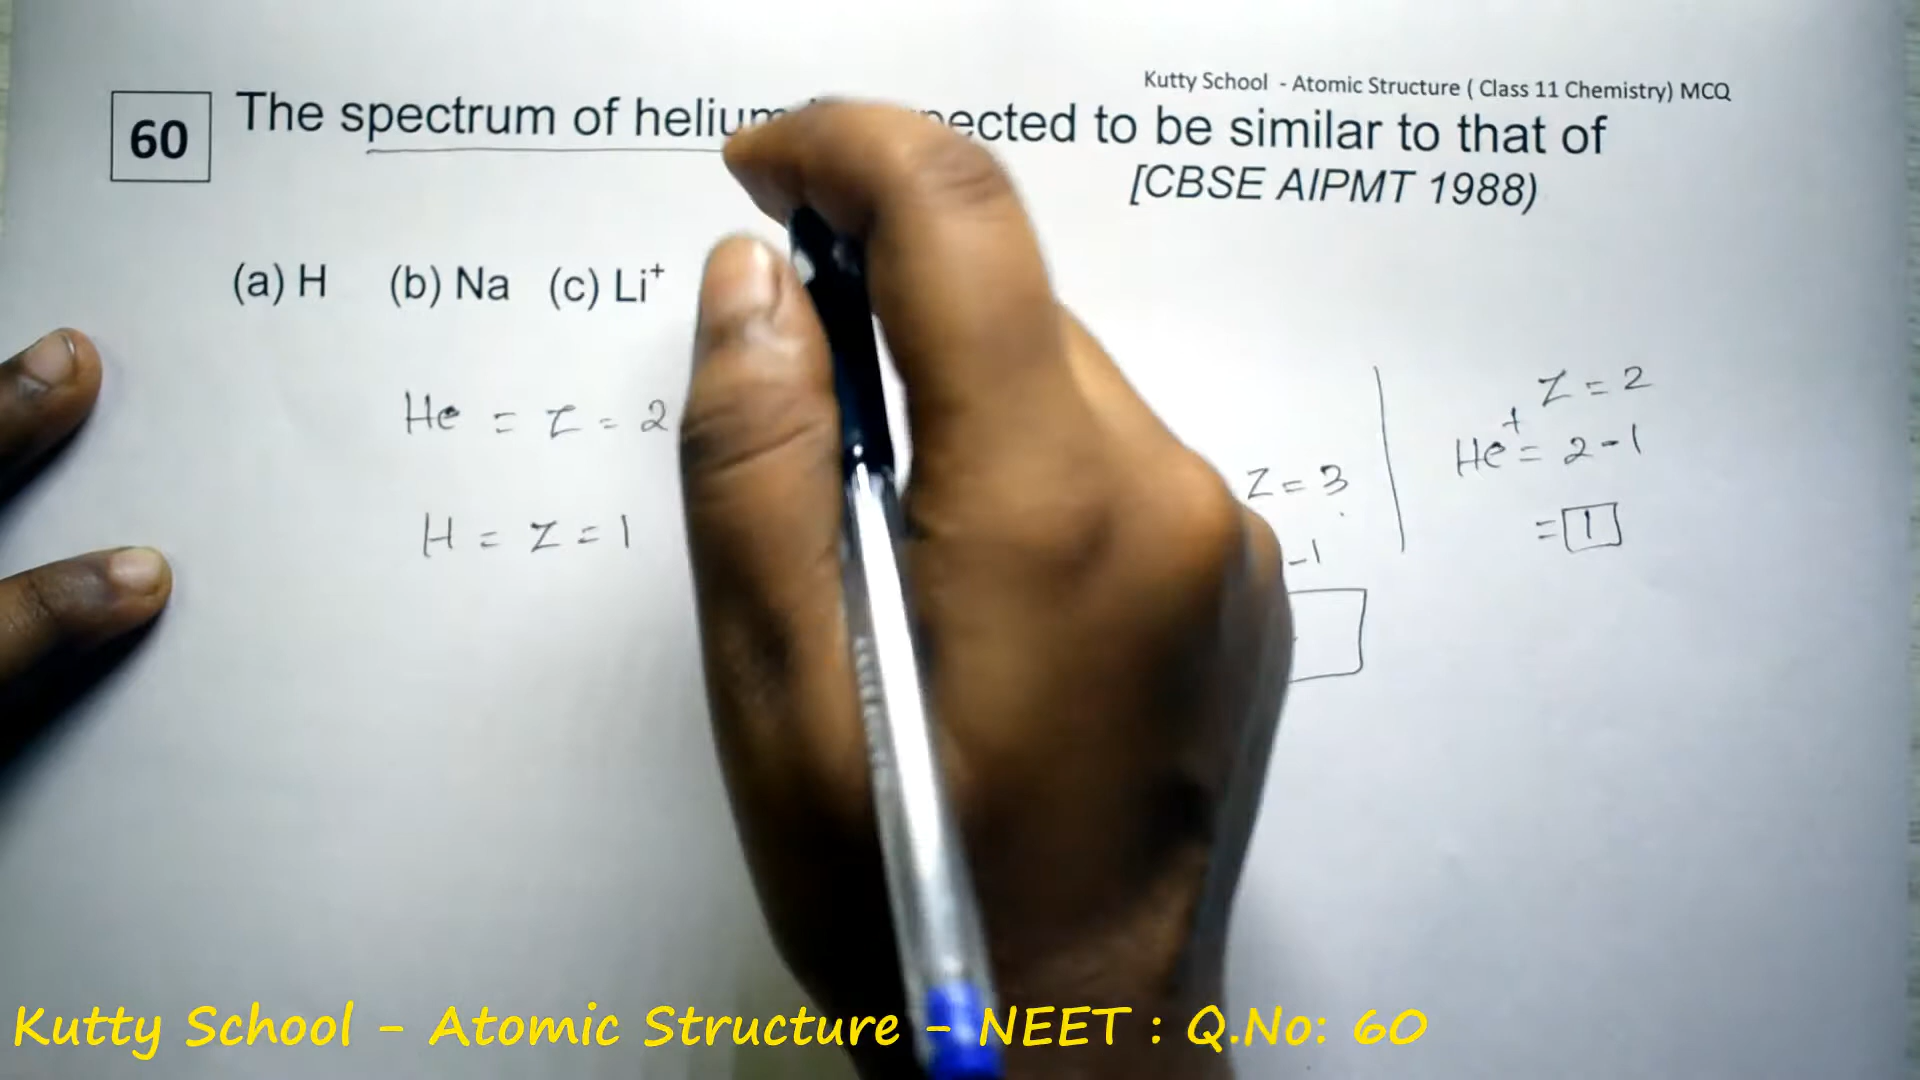 Kutty School - Atomic Structure ( Class 11 Chemistry) MCQ
60 The spectrum of helium to be similar to that of
[CBSE AIPMT 1988)
(a) H (b) Na (c) Li⁺
He = Z = 2
H = Z = 1
Z = 3
-1
Z = 2
He⁺ = 2 - 1
= 1
Kutty School - Atomic Structure - NEET : Q.No: 60